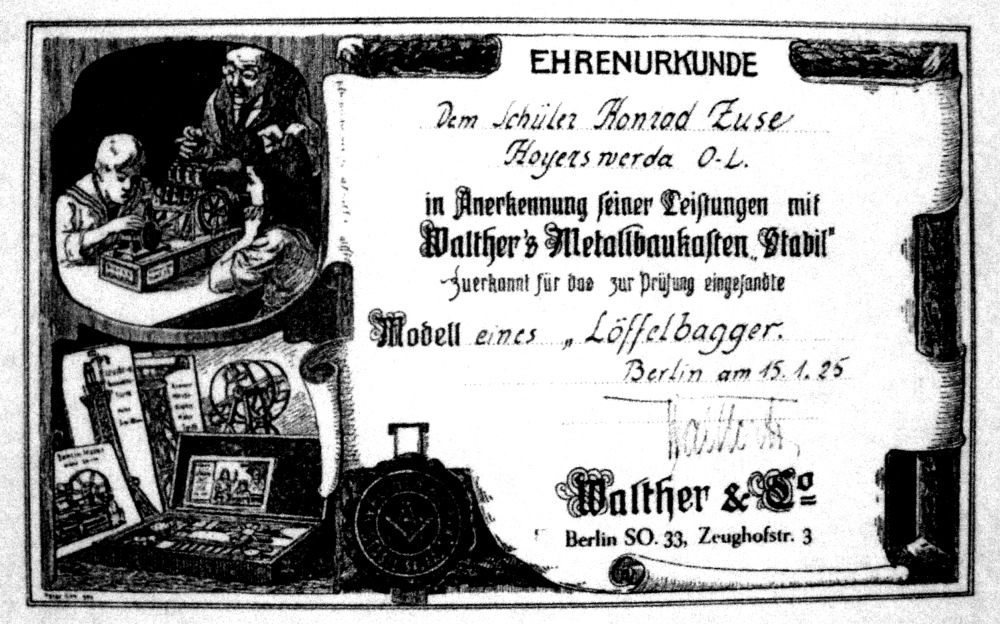 EHRENURKUNDE
Dem Schüler Konrad Zuse
Hoyerswerda O-L.
in Anerkennung seiner Leistungen mit
Walther's Metallbaukasten „Stabil"
Zuerkannt für das zur Prüfung eingesandte
Modell eines „Löffelbagger.
Berlin am 15.1.25
Walther & Co
Berlin SO. 33, Zeughofstr. 3